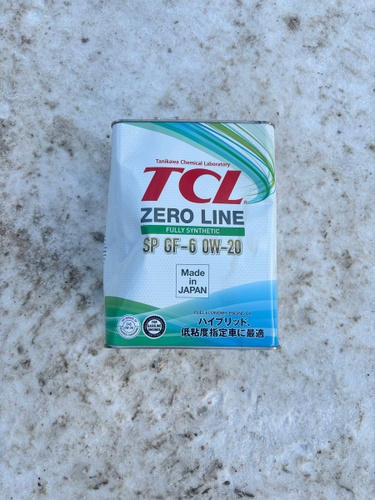 Tanikawa Chemical Laboratory
TCL
ZERO LINE
FULLY SYNTHETIC
SP GF-6 0W-20
Made
in
JAPAN
ハイブリッド、
低粘度指定車に最適